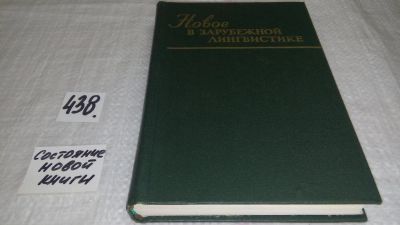 Новое
В ЗАРУБЕЖНОЙ
ЛИНГВИСТИКЕ
438.
Состояние
новой
книги